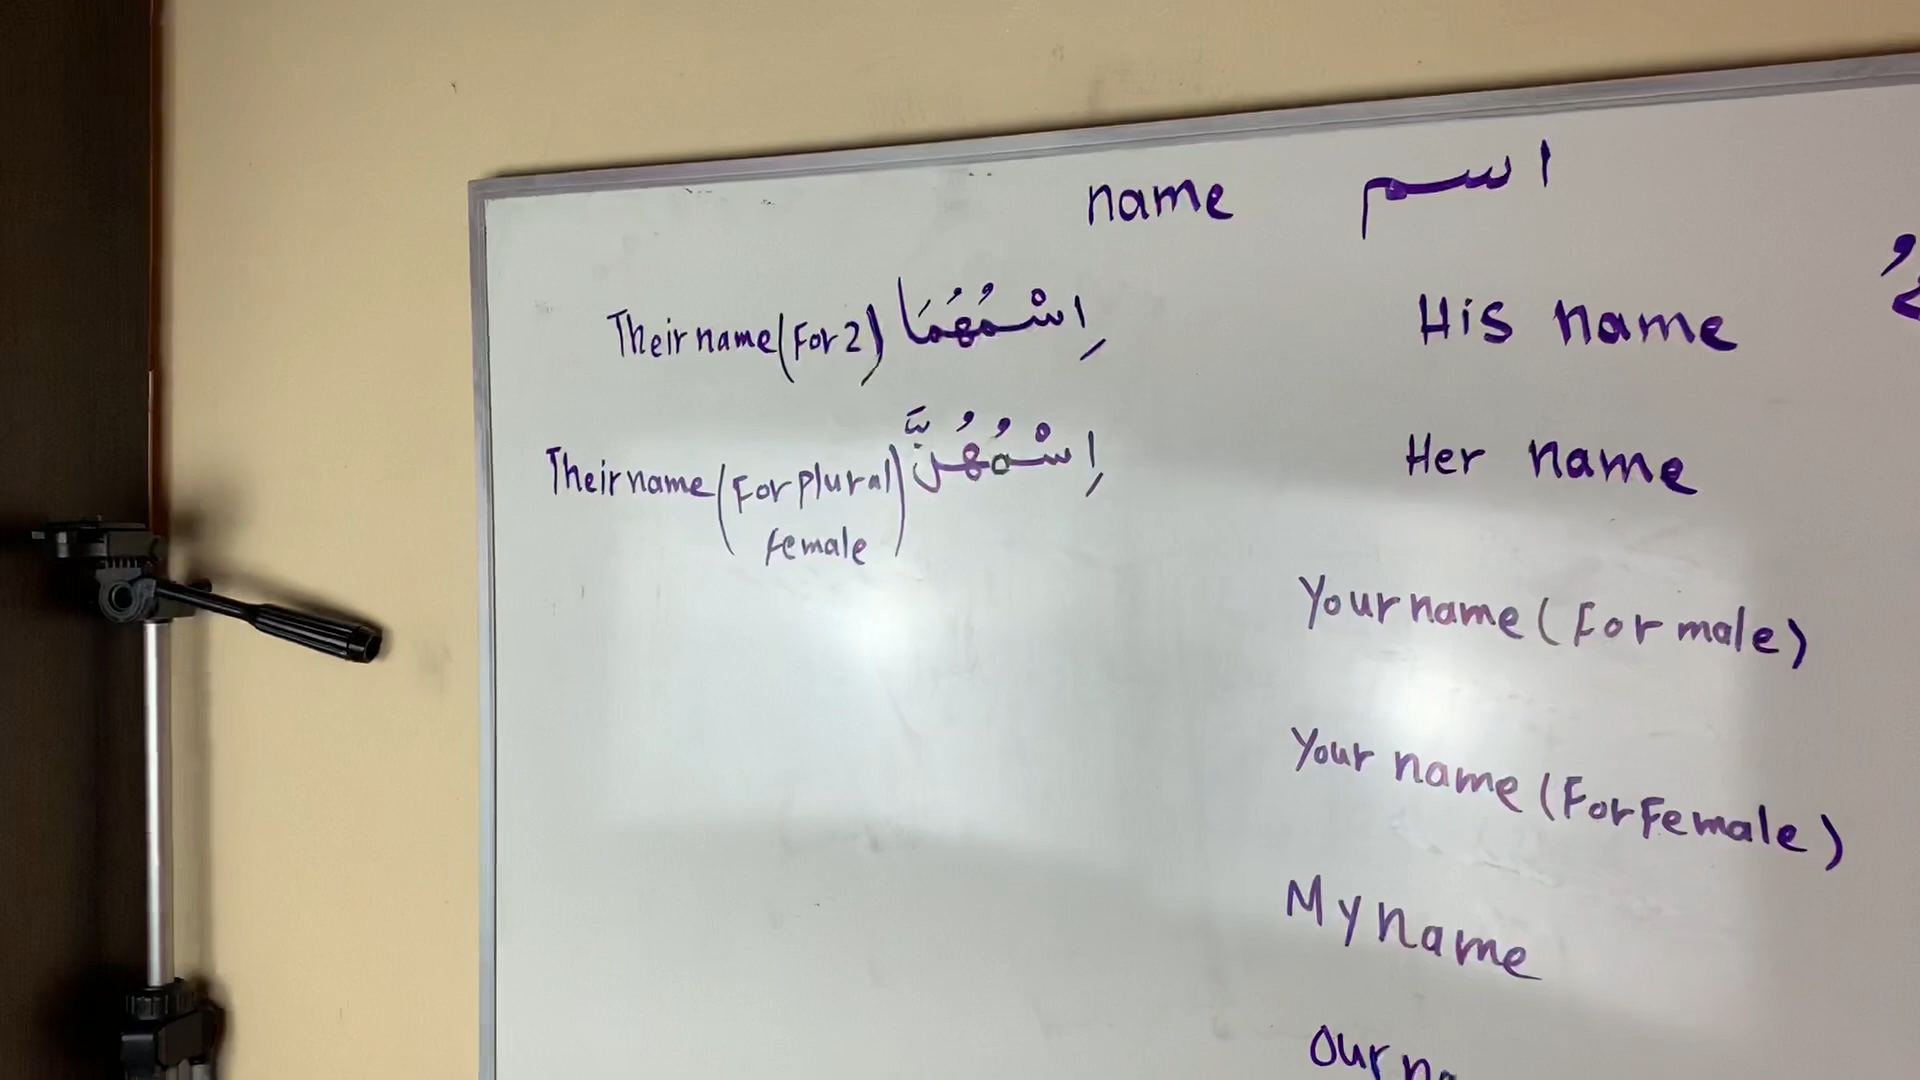 name اسم
Their name (For 2) اِسْمُهُمَا
Their name (For plural female) اِسْمُهُنَّ
His name
Her name
Your name (For male)
Your name (For Female)
My name
Our